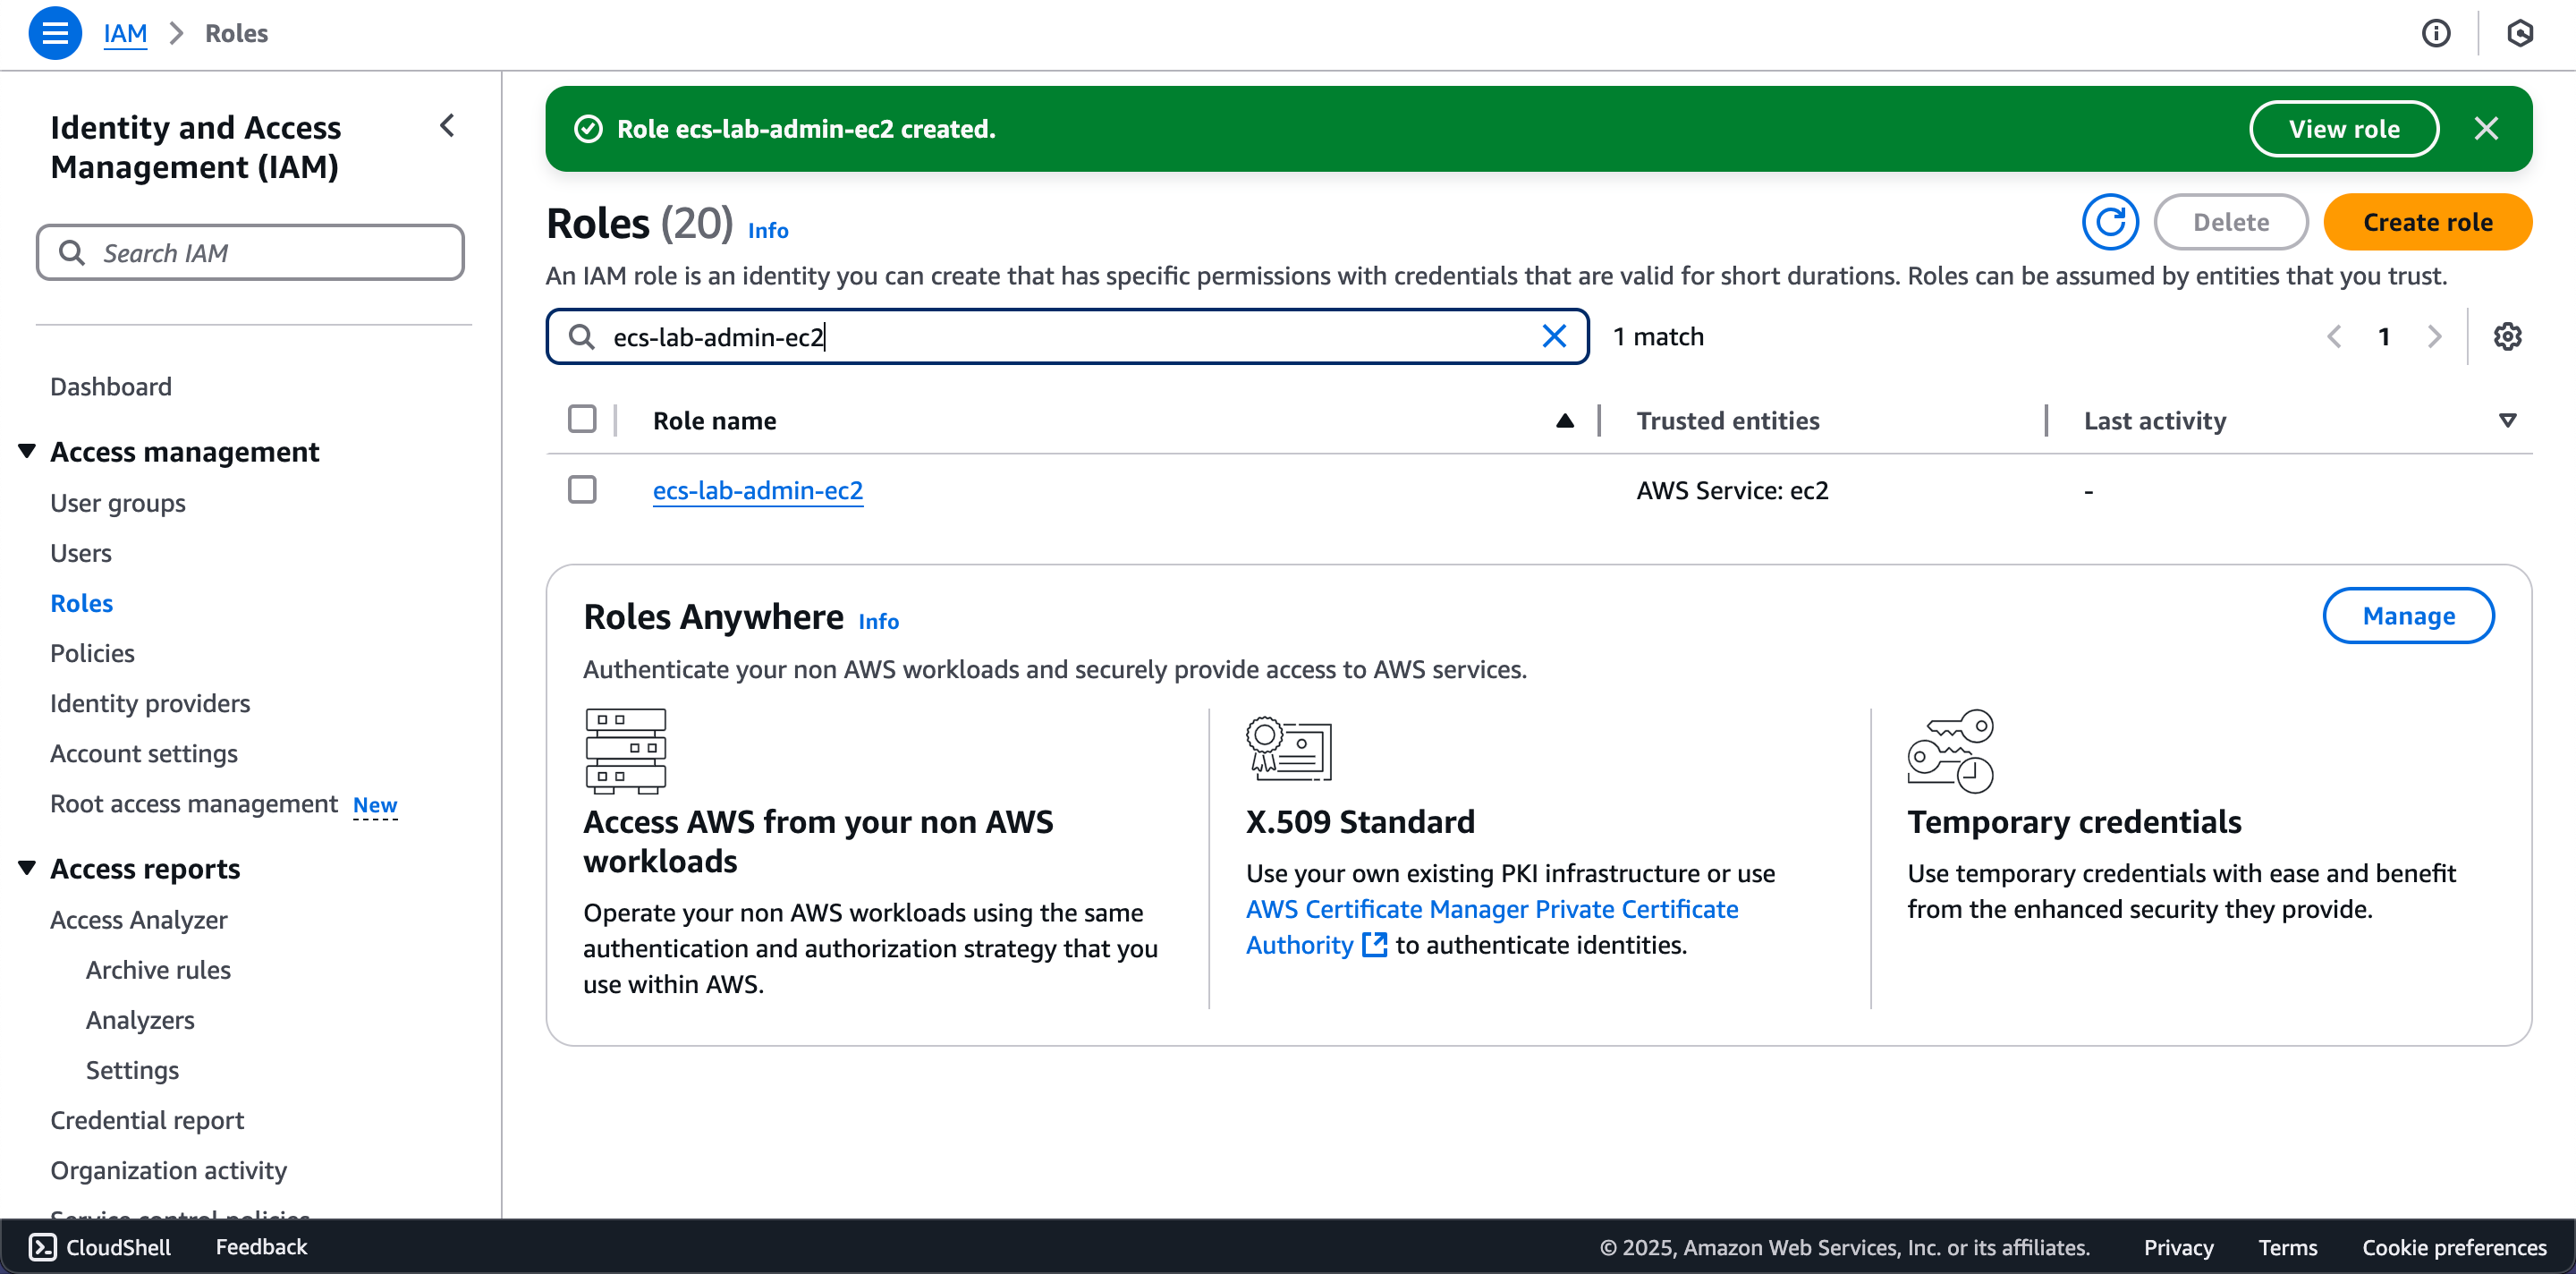 IAM > Roles
Identity and Access
Management (IAM)
Search IAM
Dashboard
Access management
User groups
Users
Roles
Policies
Identity providers
Account settings
Root access management New
Access reports
Access Analyzer
Archive rules
Analyzers
Settings
Credential report
Organization activity
Service control policies
Role ecs-lab-admin-ec2 created.
View role
Roles (20) Info
Delete
Create role
An IAM role is an identity you can create that has specific permissions with credentials that are valid for short durations. Roles can be assumed by entities that you trust.
ecs-lab-admin-ec2
1 match
1
Role name Trusted entities Last activity
ecs-lab-admin-ec2 AWS Service: ec2 -
Roles Anywhere Info
Manage
Authenticate your non AWS workloads and securely provide access to AWS services.
Access AWS from your non AWS
workloads
Operate your non AWS workloads using the same
authentication and authorization strategy that you
use within AWS.
X.509 Standard
Use your own existing PKI infrastructure or use
AWS Certificate Manager Private Certificate
Authority to authenticate identities.
Temporary credentials
Use temporary credentials with ease and benefit
from the enhanced security they provide.
CloudShell Feedback © 2025, Amazon Web Services, Inc. or its affiliates. Privacy Terms Cookie preferences